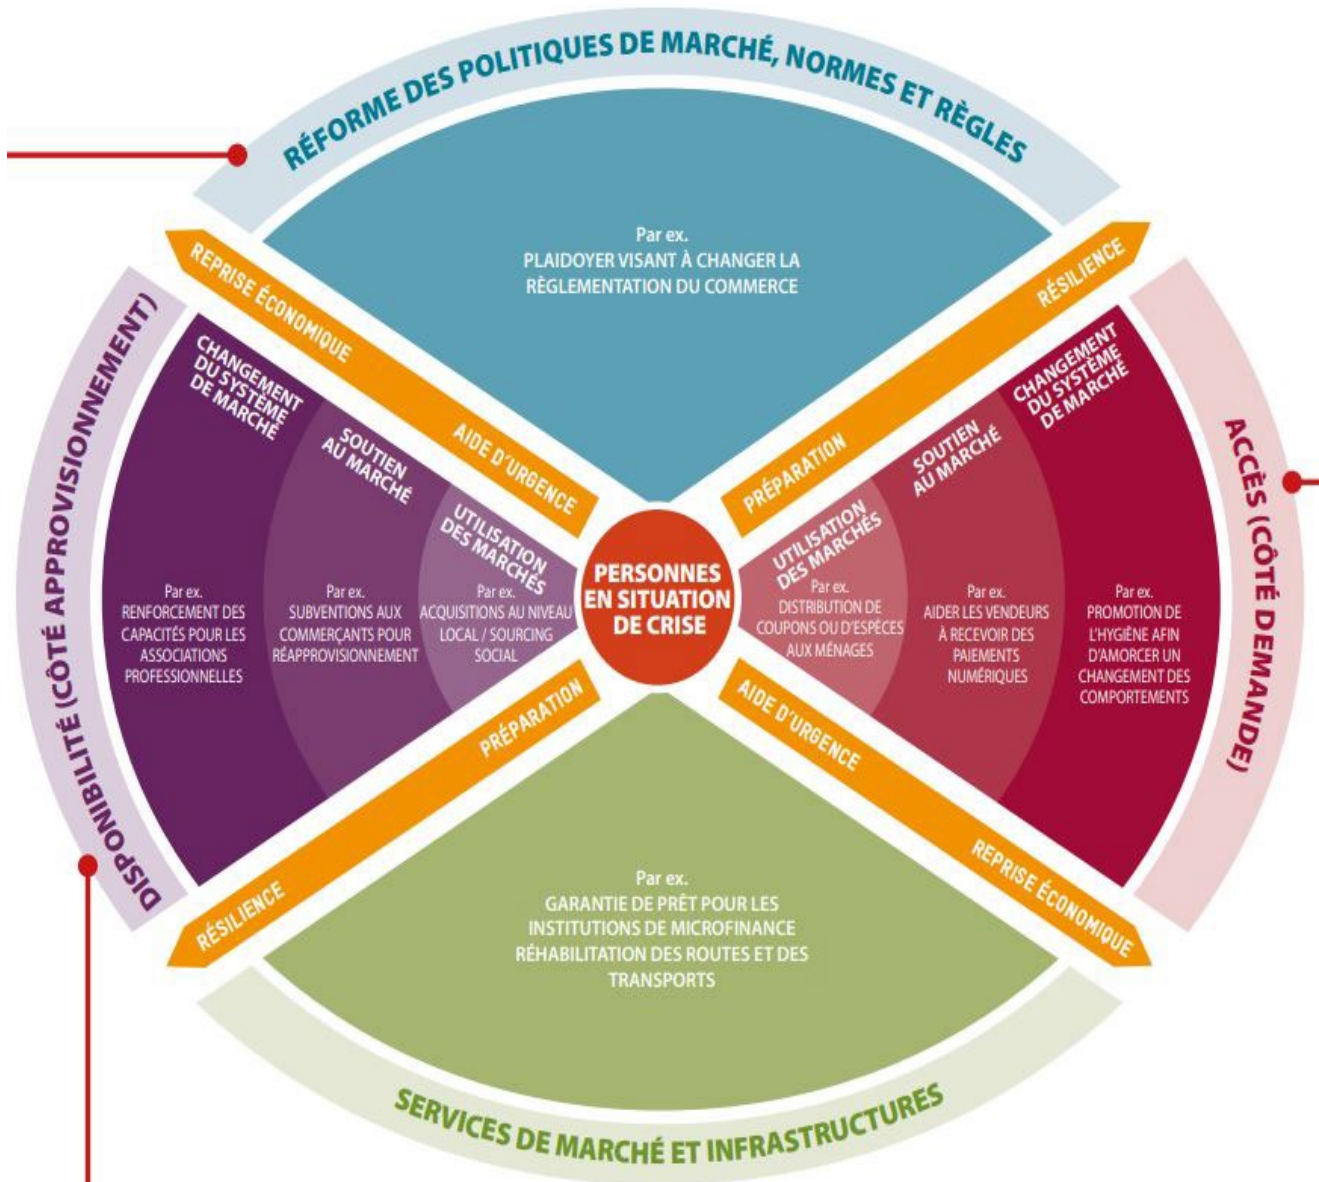 RÉFORME DES POLITIQUES DE MARCHÉ, NORMES ET RÈGLES
Par ex.
PLAIDOYER VISANT À CHANGER LA
RÈGLEMENTATION DU COMMERCE
REPRISE ÉCONOMIQUE
AIDE D'URGENCE
PRÉPARATION
RÉSILIENCE
DISPONIBILITÉ (CÔTÉ APPROVISIONNEMENT)
CHANGEMENT
DU SYSTÈME
DE MARCHÉ
Par ex.
RENFORCEMENT DES
CAPACITÉS POUR LES
ASSOCIATIONS
PROFESSIONNELLES
SOUTIEN
AU MARCHÉ
Par ex.
SUBVENTIONS AUX
COMMERÇANTS POUR
RÉAPPROVISIONNEMENT
UTILISATION
DES MARCHÉS
Par ex.
ACQUISITIONS AU NIVEAU
LOCAL / SOURCING
SOCIAL
PERSONNES
EN SITUATION
DE CRISE
UTILISATION
DES MARCHÉS
Par ex.
DISTRIBUTION DE
COUPONS OU D'ESPÈCES
AUX MÉNAGES
SOUTIEN
AU MARCHÉ
Par ex.
AIDER LES VENDEURS
À RECEVOIR DES
PAIEMENTS
NUMÉRIQUES
CHANGEMENT
DU SYSTÈME
DE MARCHÉ
Par ex.
PROMOTION DE
L'HYGIÈNE AFIN
D'AMORCER UN
CHANGEMENT DES
COMPORTEMENTS
ACCÈS (CÔTÉ DEMANDE)
RÉSILIENCE
PRÉPARATION
AIDE D'URGENCE
REPRISE ÉCONOMIQUE
Par ex.
GARANTIE DE PRÊT POUR LES
INSTITUTIONS DE MICROFINANCE
RÉHABILITATION DES ROUTES ET DES
TRANSPORTS
SERVICES DE MARCHÉ ET INFRASTRUCTURES